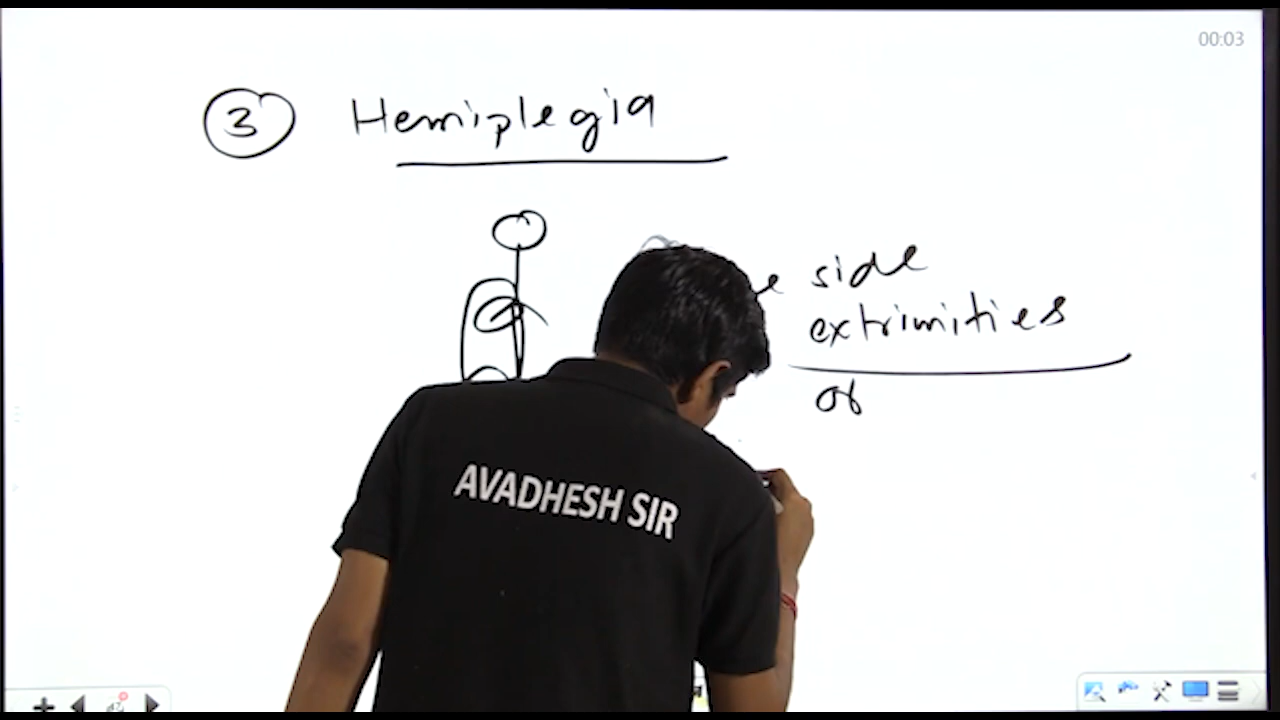 00:03
3 Hemiplegia
side
extrimities
of
AVADHESH SIR